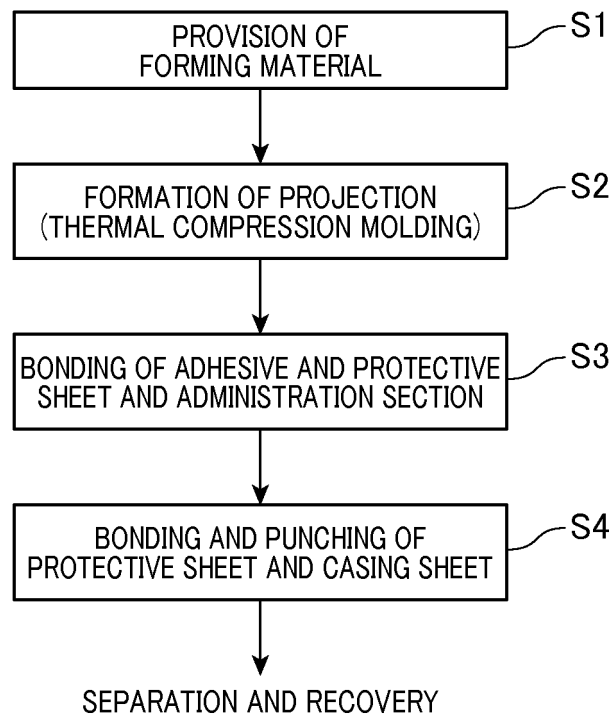 PROVISION OF
FORMING MATERIAL
S1
FORMATION OF PROJECTION
(THERMAL COMPRESSION MOLDING)
S2
BONDING OF ADHESIVE AND PROTECTIVE
SHEET AND ADMINISTRATION SECTION
S3
BONDING AND PUNCHING OF
PROTECTIVE SHEET AND CASING SHEET
S4
SEPARATION AND RECOVERY